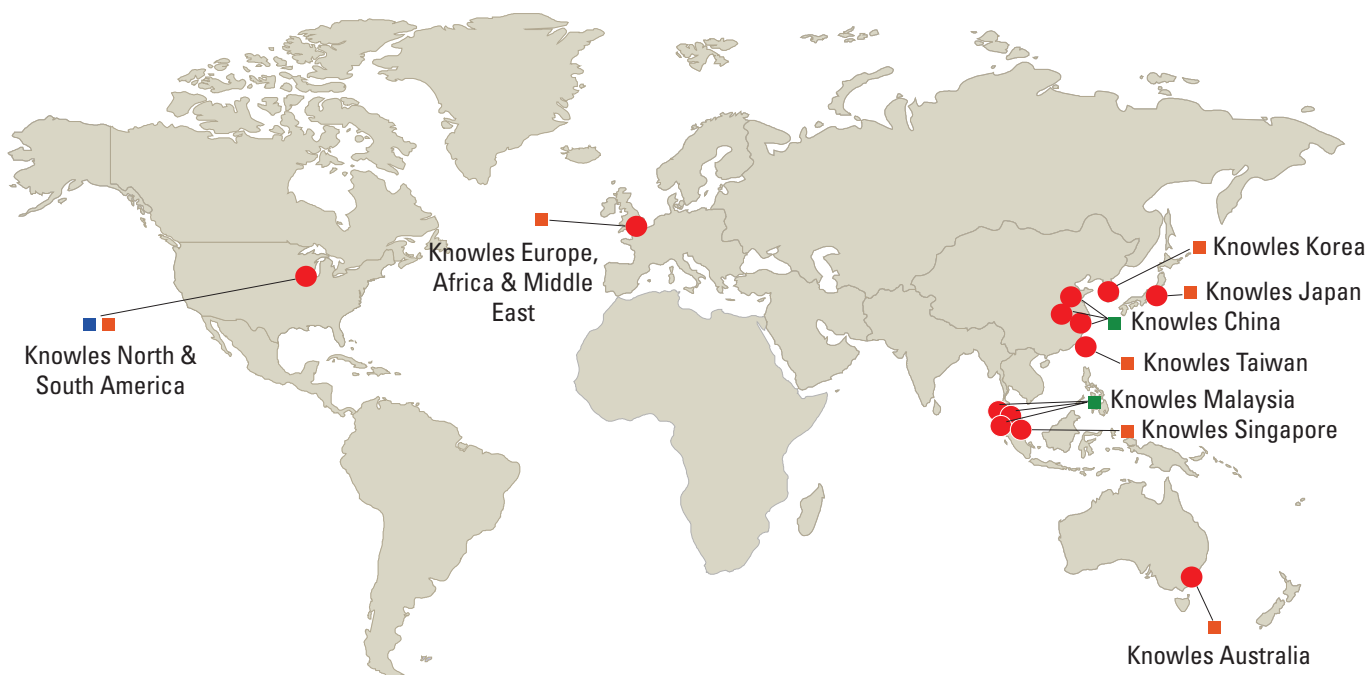 Knowles Europe,
Africa & Middle
East
Knowles North &
South America
Knowles Korea
Knowles Japan
Knowles China
Knowles Taiwan
Knowles Malaysia
Knowles Singapore
Knowles Australia